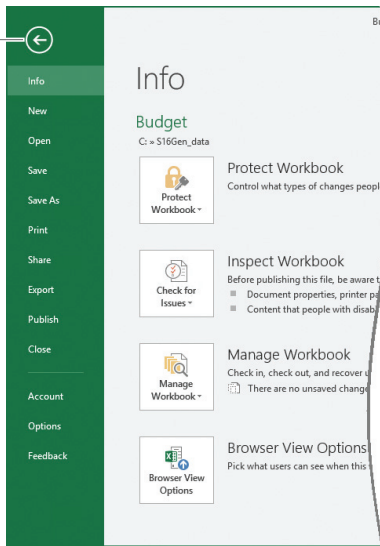 Info
New
Open
Save
Save As
Print
Share
Export
Publish
Close
Account
Options
Feedback
Info
Budget
C: » S16Gen_data
Protect
Workbook
Protect Workbook
Control what types of changes peopl
Check for
Issues
Inspect Workbook
Before publishing this file, be aware t
Document properties, printer pa
Content that people with disab
Manage
Workbook
Manage Workbook
Check in, check out, and recover u
There are no unsaved change
Browser View
Options
Browser View Options
Pick what users can see when this